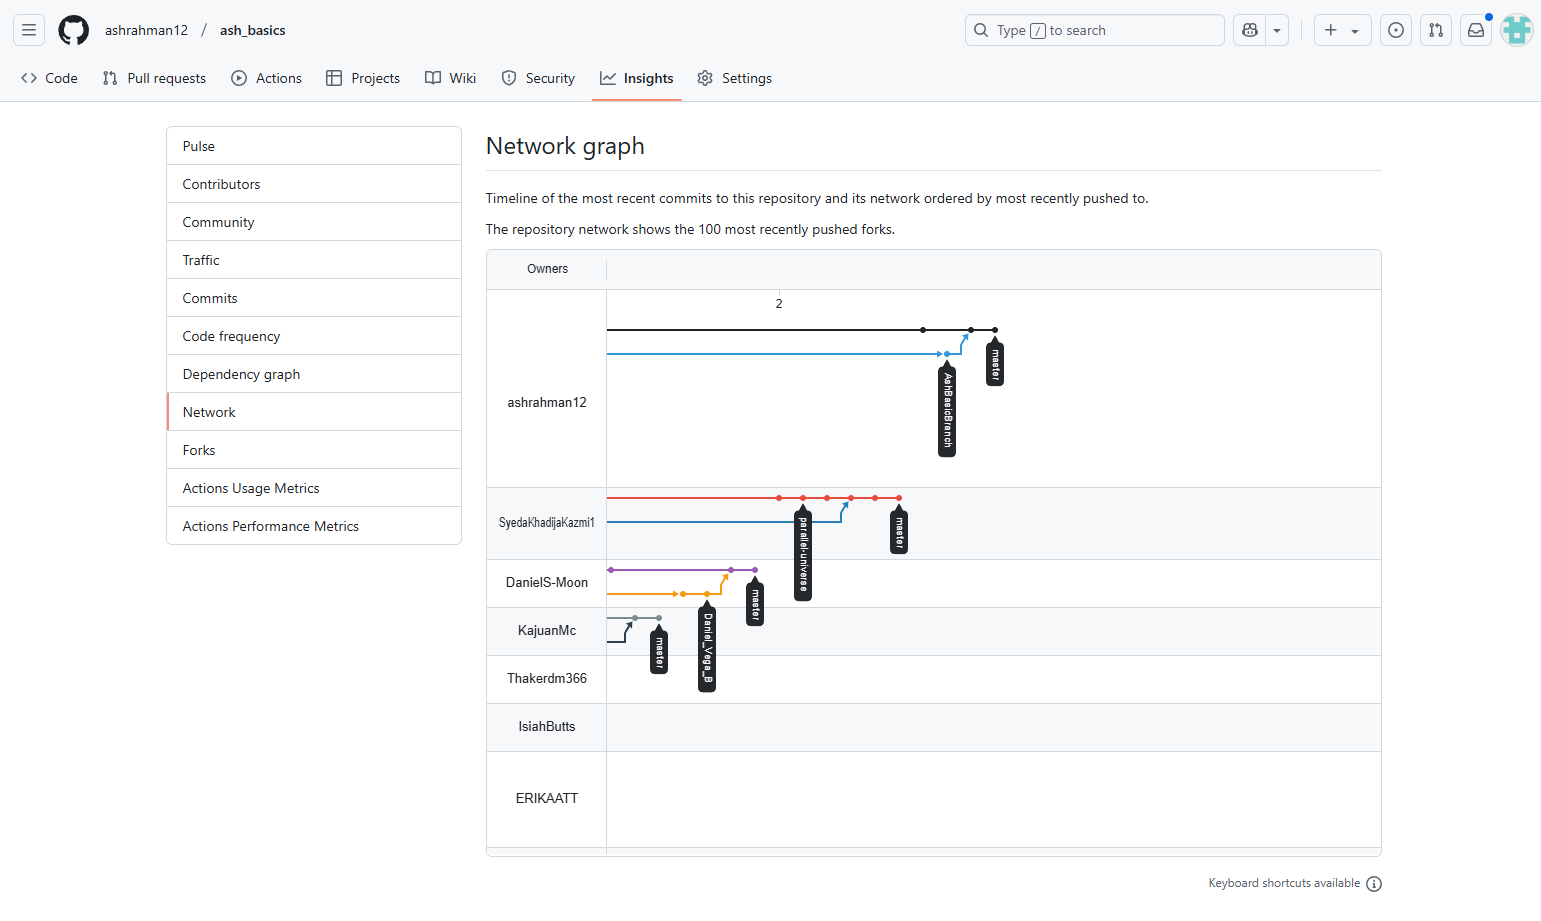 ashrahman12 / ash_basics
Type / to search
Code Pull requests Actions Projects Wiki Security Insights Settings
Pulse
Contributors
Community
Traffic
Commits
Code frequency
Dependency graph
Network
Forks
Actions Usage Metrics
Actions Performance Metrics
Network graph
Timeline of the most recent commits to this repository and its network ordered by most recently pushed to.
The repository network shows the 100 most recently pushed forks.
Owners
2
ashrahman12
master
AshBasicBranch
SyedaKhadijaKazmi1
parallel-universe
master
DanielS-Moon
master
Daniel_Vega_B
KajuanMc
master
Thakerdm366
IsiahButts
ERIKAATT
Keyboard shortcuts available